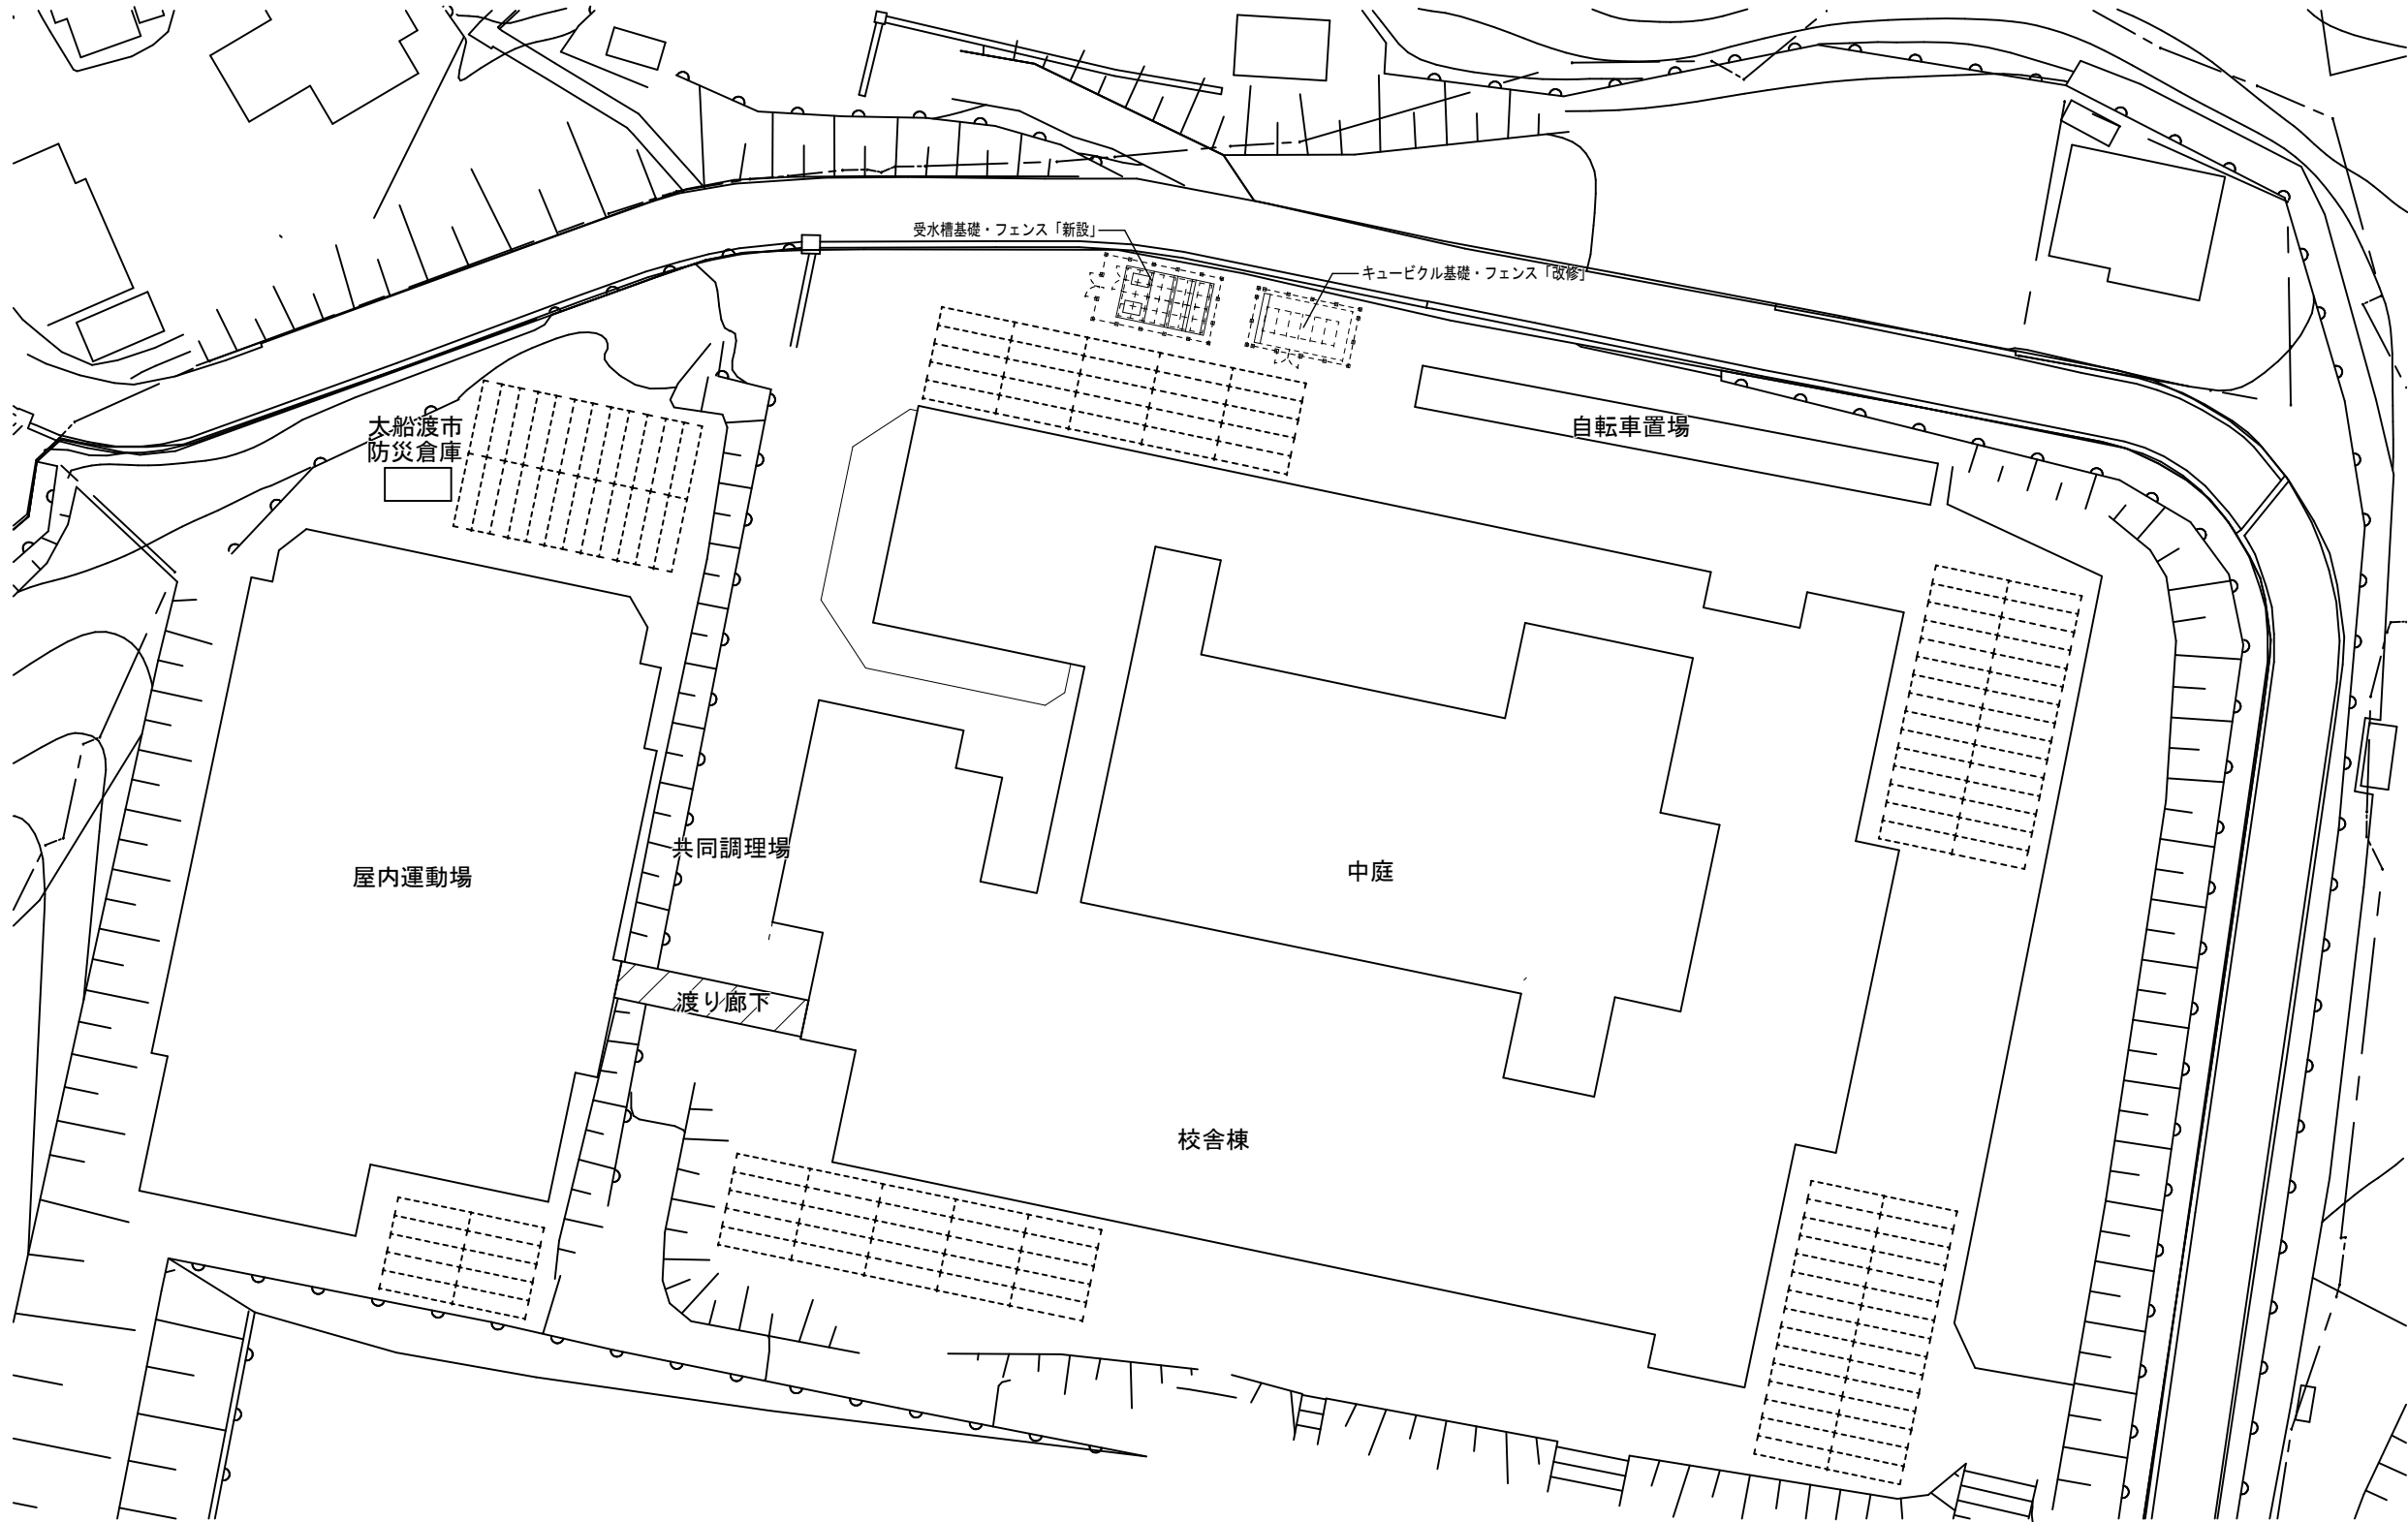 受水槽基礎・フェンス「新設」
キュービクル基礎・フェンス「改修」
大船渡市
防災倉庫
自転車置場
共同調理場
屋内運動場
中庭
渡り廊下
校舎棟